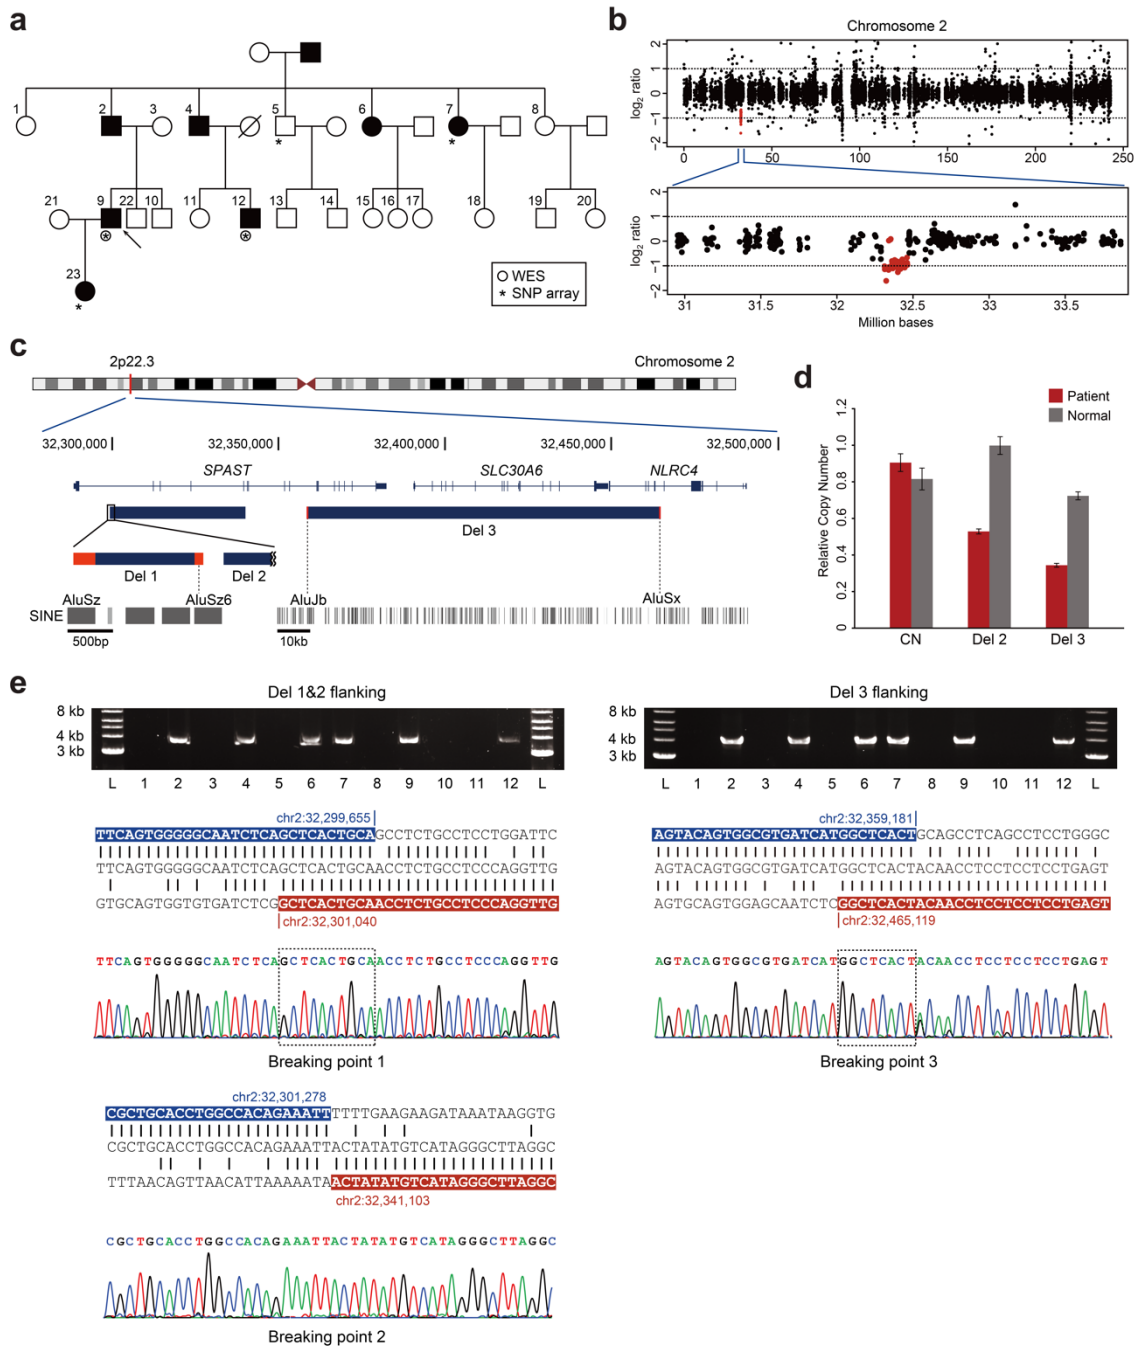 a
1
2
3
4
5
6
7
8
*
*
21
9
22
10
11
12
13
14
15
16
17
18
19
20
*
*
23
*
WES
* SNP array
b
Chromosome 2
log2 ratio
2
1
0
−1
−2
0 50 100 150 200 250
log2 ratio
2
1
0
−1
−2
31 31.5 32 32.5 33 33.5
Million bases
c
2p22.3
Chromosome 2
32,300,000 32,350,000 32,400,000 32,450,000 32,500,000
SPAST SLC30A6 NLRC4
Del 3
Del 1 Del 2
AluSz AluSz6 AluJb AluSx
SINE
500bp 10kb
d
Patient
Normal
Relative Copy Number
1.2
1.0
0.8
0.6
0.4
0.2
0
CN Del 2 Del 3
e
Del 1&2 flanking
8 kb
4 kb
3 kb
L 1 2 3 4 5 6 7 8 9 10 11 12 L
chr2:32,299,655
TTCAGTGGGGGCAATCTCAGCTCACTGCAGCCTCTGCCTCCTGGATTC
TTCAGTGGGGGCAATCTCAGCTCACTGCAACCTCTGCCTCCCAGGTTG
GTGCAGTGGTGTGATCTCGGCTCACTGCAACCTCTGCCTCCCAGGTTG
chr2:32,301,040
TTCAGTGGGGGCAATCTCAGCTCACTGCAACCTCTGCCTCCCAGGTTG
Breaking point 1
Del 3 flanking
8 kb
4 kb
3 kb
L 1 2 3 4 5 6 7 8 9 10 11 12 L
chr2:32,359,181
AGTACAGTGGCGTGATCATGGCTCACTGCAGCCTCAGCCTCCTGGGC
AGTACAGTGGCGTGATCATGGCTCACTACAACCTCCTCCTCCTGAGT
AGTGCAGTGGAGCAATCTCGGCTCACTACAACCTCCTCCTCCTGAGT
chr2:32,465,119
AGTACAGTGGCGTGATCATGGCTCACTACAACCTCCTCCTCCTGAGT
Breaking point 3
chr2:32,301,278
CGCTGCACCTGGCCACAGAAATTTTTTGAAGAAGATAAATAAGGTG
CGCTGCACCTGGCCACAGAAATTACTATATGTCATAGGGCTTAGGC
TTTAACAGTTAACATTAAAAATAACTATATGTCATAGGGCTTAGGC
chr2:32,341,103
CGCTGCACCTGGCCACAGAAATTACTATATGTCATAGGGCTTAGGC
Breaking point 2